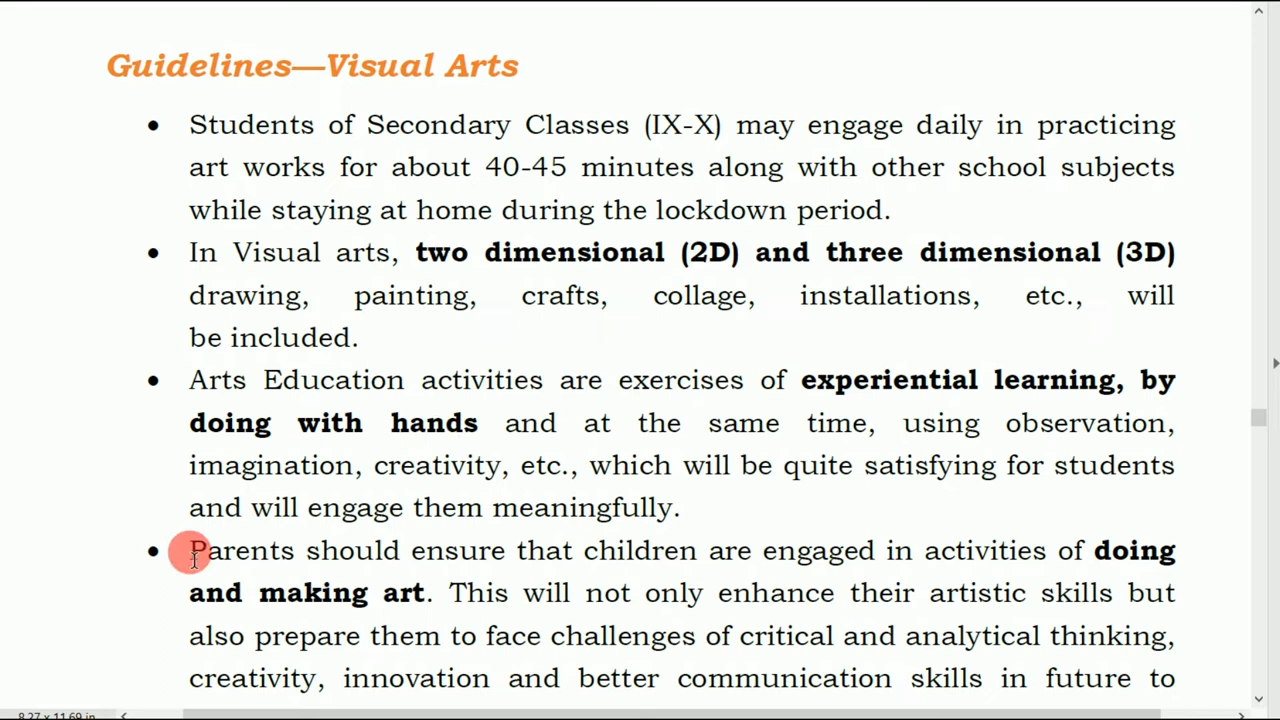 Guidelines—Visual Arts
• Students of Secondary Classes (IX-X) may engage daily in practicing
art works for about 40-45 minutes along with other school subjects
while staying at home during the lockdown period.
• In Visual arts, two dimensional (2D) and three dimensional (3D)
drawing, painting, crafts, collage, installations, etc., will
be included.
• Arts Education activities are exercises of experiential learning, by
doing with hands and at the same time, using observation,
imagination, creativity, etc., which will be quite satisfying for students
and will engage them meaningfully.
• Parents should ensure that children are engaged in activities of doing
and making art. This will not only enhance their artistic skills but
also prepare them to face challenges of critical and analytical thinking,
creativity, innovation and better communication skills in future to
8.27 x 11.69 in